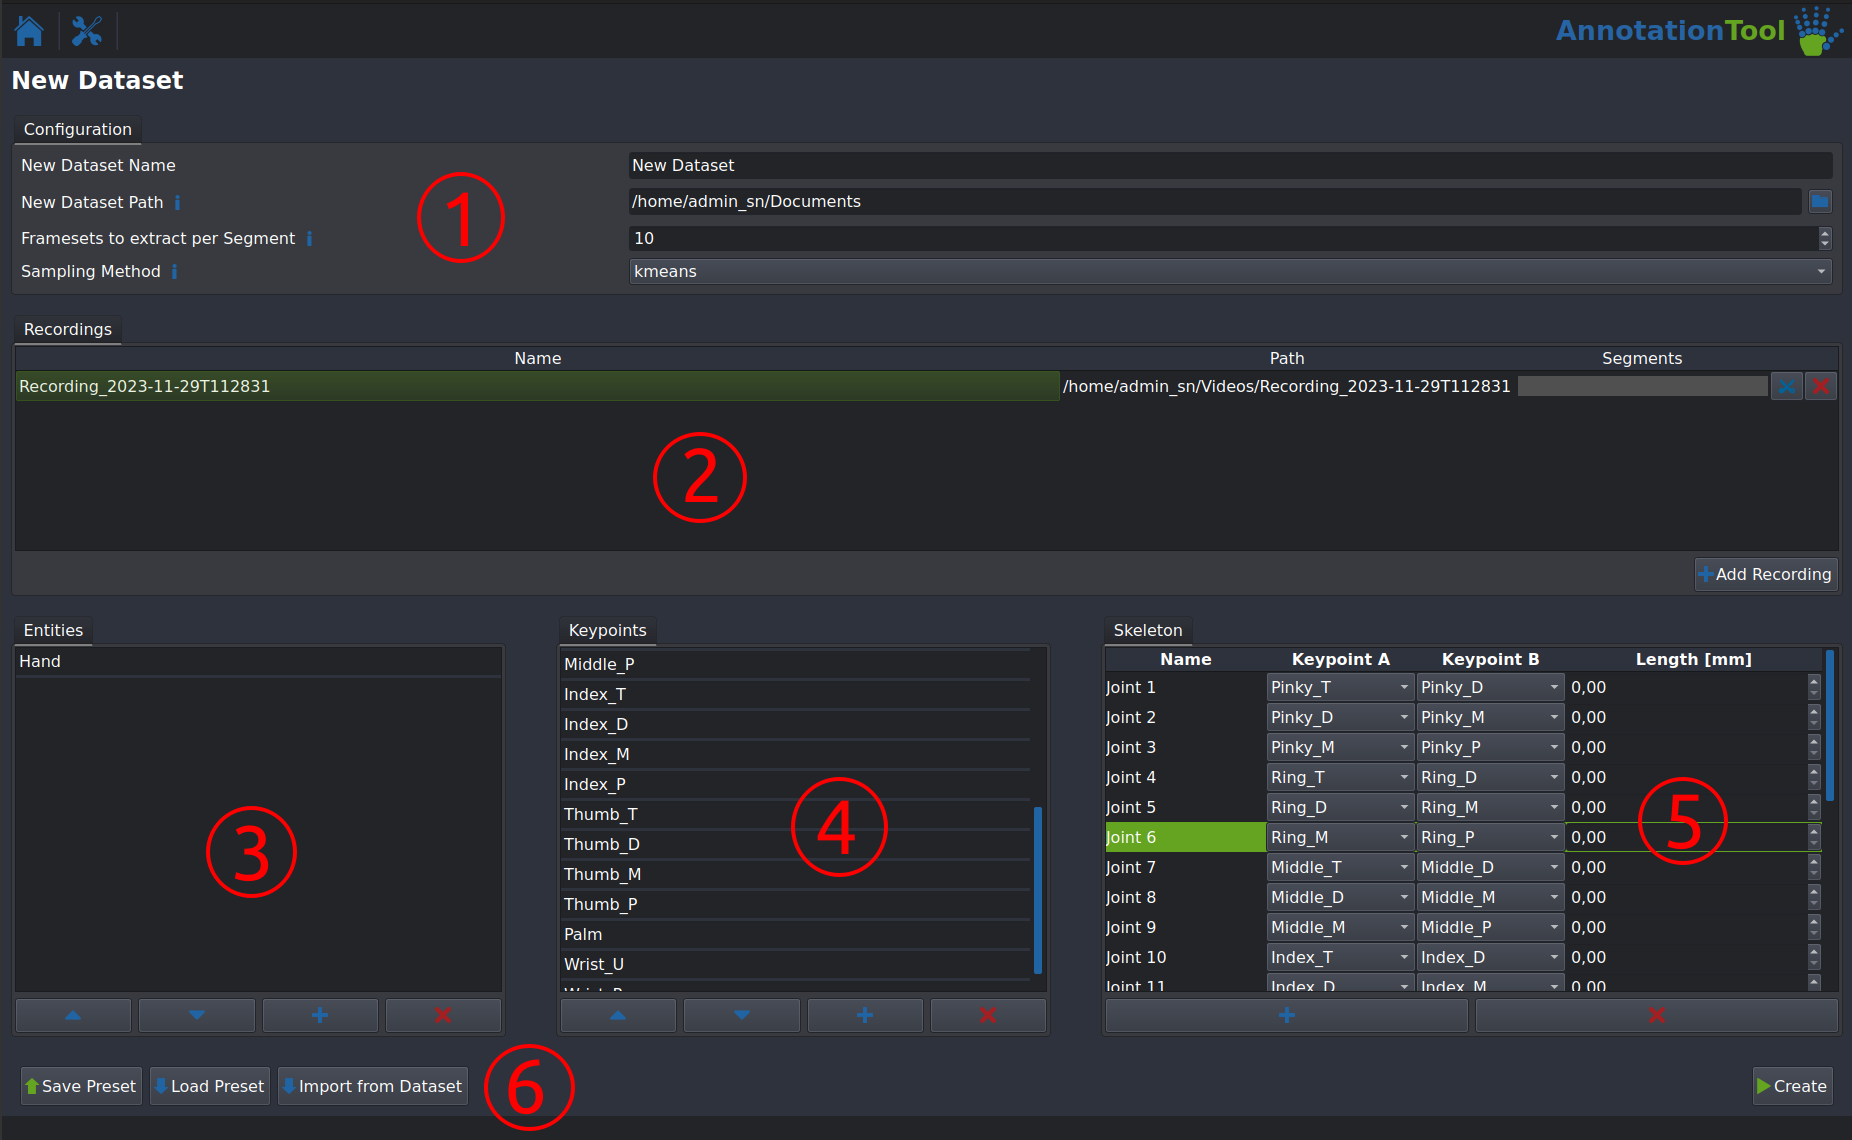 AnnotationTool
New Dataset
Configuration
New Dataset Name New Dataset
New Dataset Path i /home/admin_sn/Documents
Framesets to extract per Segment i 10
Sampling Method i kmeans
1
Recordings
Name Path Segments
Recording_2023-11-29T112831 /home/admin_sn/Videos/Recording_2023-11-29T112831
2
Add Recording
Entities
Hand
3
Keypoints
Middle_P
Index_T
Index_D
Index_M
Index_P
Thumb_T
Thumb_D
Thumb_M
Thumb_P
Palm
Wrist_U
4
Skeleton
Name Keypoint A Keypoint B Length [mm]
Joint 1 Pinky_T Pinky_D 0,00
Joint 2 Pinky_D Pinky_M 0,00
Joint 3 Pinky_M Pinky_P 0,00
Joint 4 Ring_T Ring_D 0,00
Joint 5 Ring_D Ring_M 0,00
Joint 6 Ring_M Ring_P 0,00
Joint 7 Middle_T Middle_D 0,00
Joint 8 Middle_D Middle_M 0,00
Joint 9 Middle_M Middle_P 0,00
Joint 10 Index_T Index_D 0,00
Joint 11 Index_D Index_M 0,00
5
Save Preset Load Preset Import from Dataset
6
Create